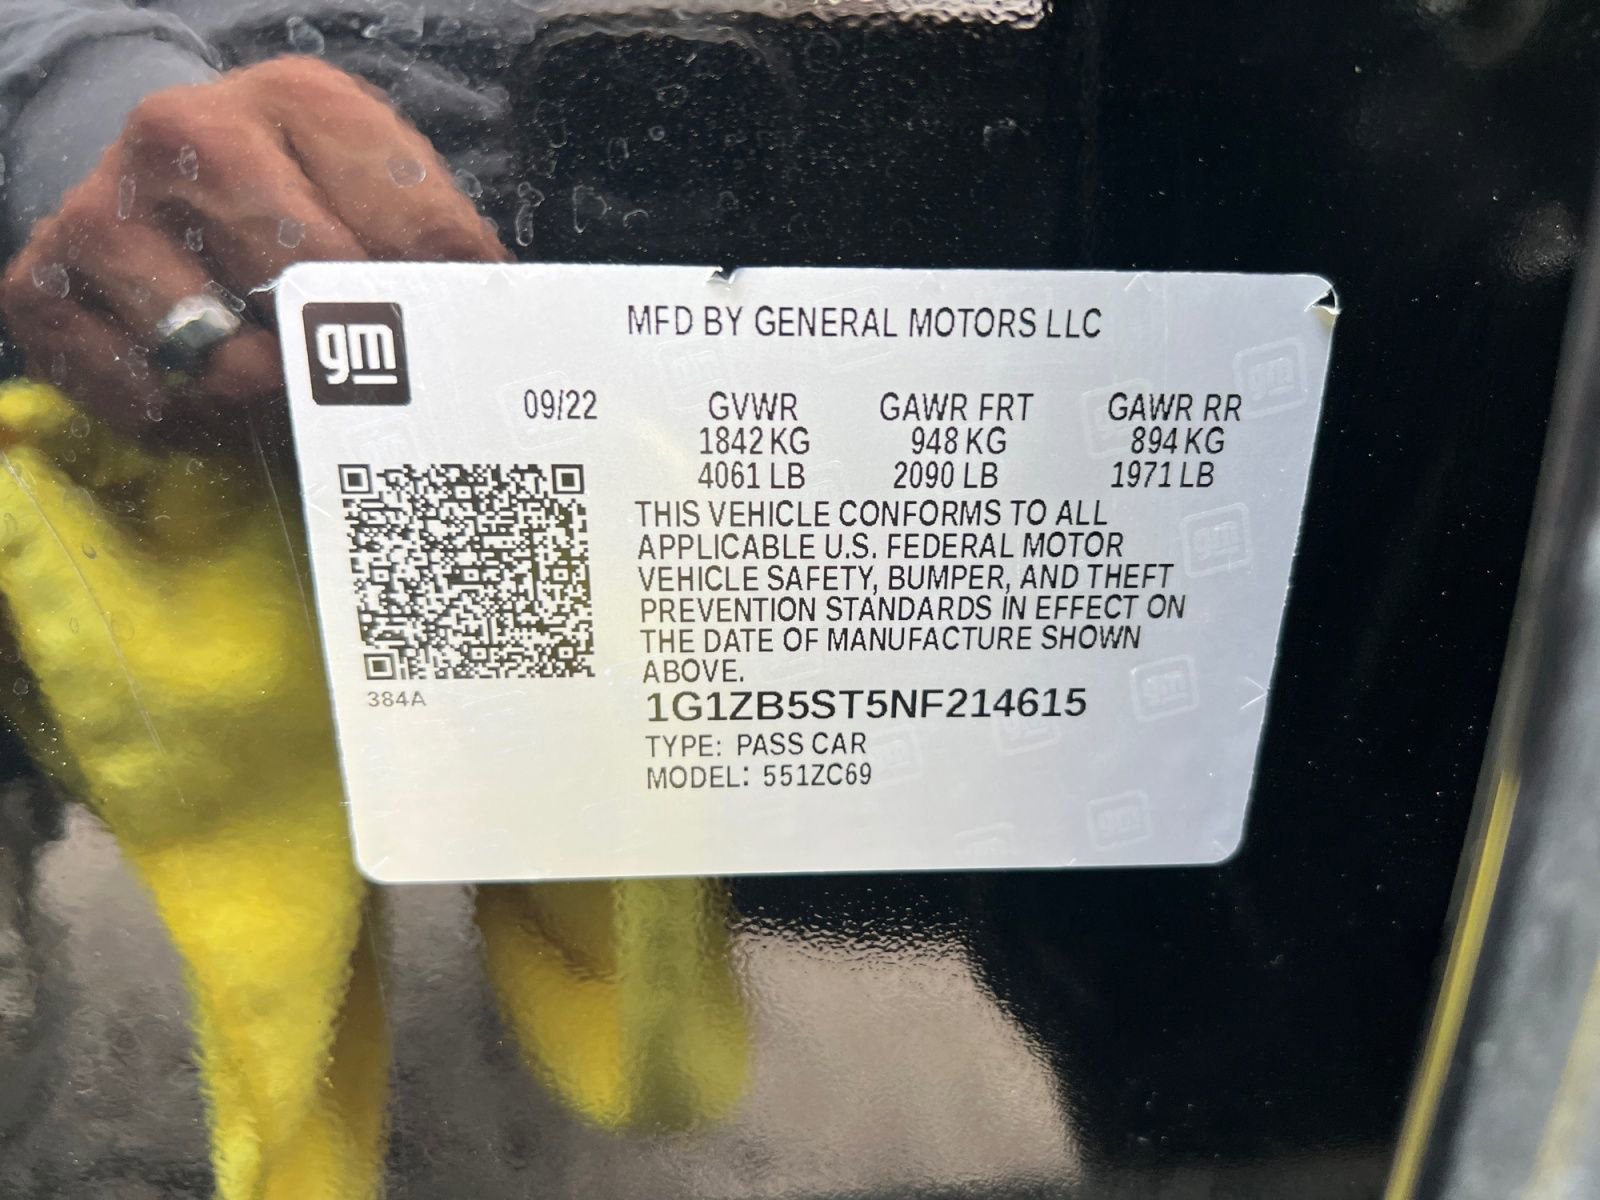 gm
MFD BY GENERAL MOTORS LLC
09/22 GVWR GAWR FRT GAWR RR
1842 KG 948 KG 894 KG
4061 LB 2090 LB 1971 LB
THIS VEHICLE CONFORMS TO ALL
APPLICABLE U.S. FEDERAL MOTOR
VEHICLE SAFETY, BUMPER, AND THEFT
PREVENTION STANDARDS IN EFFECT ON
THE DATE OF MANUFACTURE SHOWN
ABOVE.
384A
1G1ZB5ST5NF214615
TYPE: PASS CAR
MODEL: 551ZC69